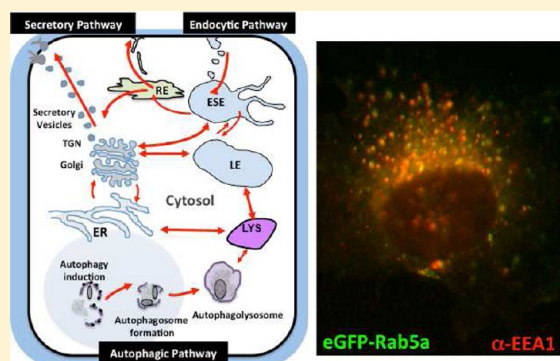 Secretory Pathway
Endocytic Pathway
RE
ESE
Secretory
Vesicles
TGN
Golgi
LE
Cytosol
ER
LYS
Autophagy
induction
Autophagosome
formation
Autophagolysosome
Autophagic Pathway
eGFP-Rab5a
α-EEA1